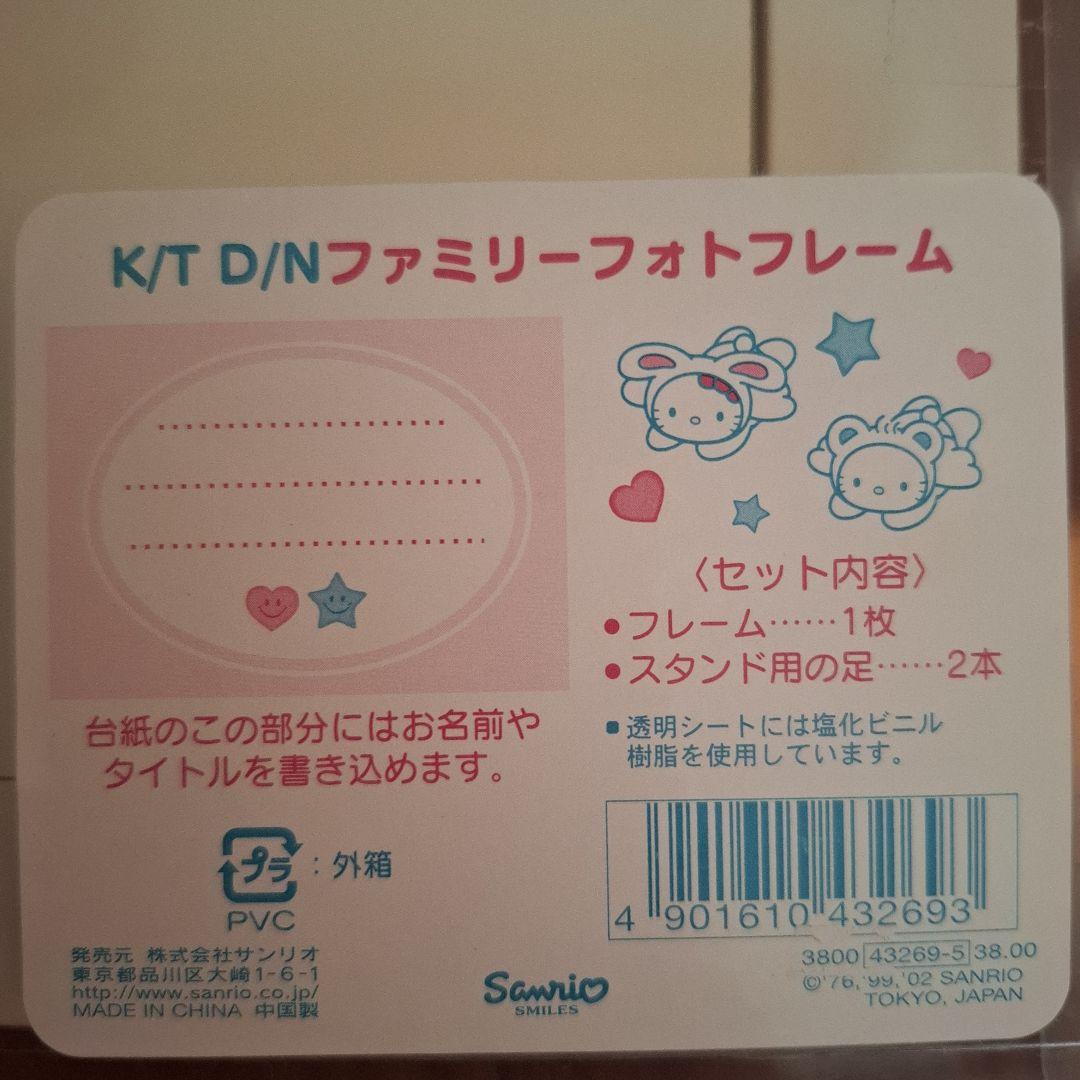 K/T D/Nファミリーフォトフレーム
台紙のこの部分にはお名前や
タイトルを書き込めます。
〈セット内容〉
●フレーム……1枚
●スタンド用の足……2本
■透明シートには塩化ビニル
樹脂を使用しています。
プラ：外箱
PVC
発売元 株式会社サンリオ
東京都品川区大崎1-6-1
http://www.sanrio.co.jp/
MADE IN CHINA 中国製
Sanrio
SMILES
4 901610 432693
3800 43269-5 38.00
©'76,'99,'02 SANRIO
TOKYO, JAPAN